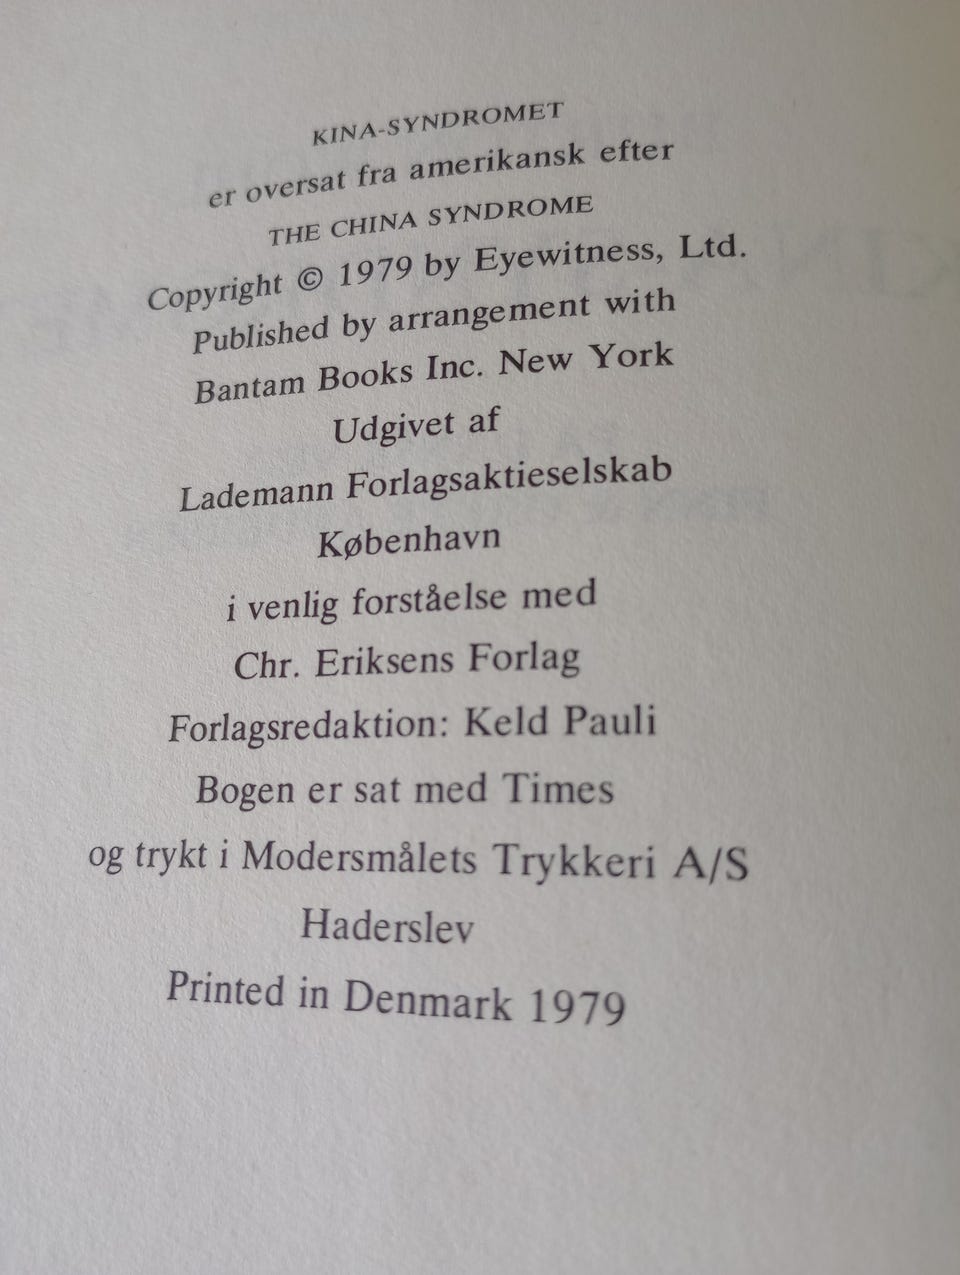 KINA-SYNDROMET
er oversat fra amerikansk efter
THE CHINA SYNDROME
Copyright © 1979 by Eyewitness, Ltd.
Published by arrangement with
Bantam Books Inc. New York
Udgivet af
Lademann Forlagsaktieselskab
København
i venlig forståelse med
Chr. Eriksens Forlag
Forlagsredaktion: Keld Pauli
Bogen er sat med Times
og trykt i Modersmålets Trykkeri A/S
Haderslev
Printed in Denmark 1979